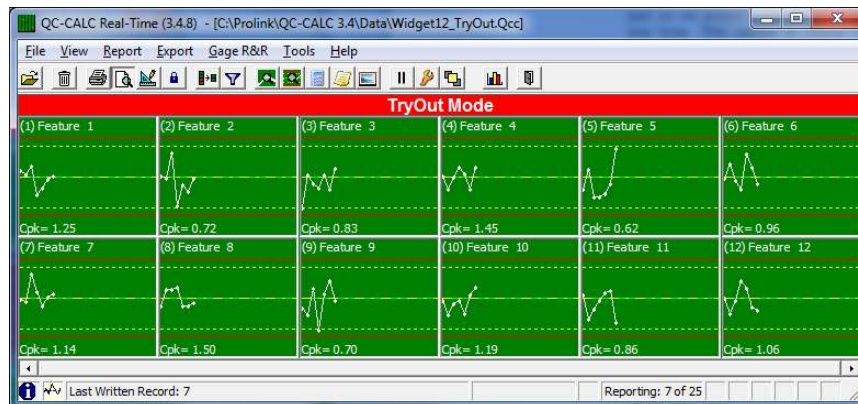 QC-CALC Real-Time (3.4.8) - [C:\Prolink\QC-CALC 3.4\Data\Widget12_TryOut.Qcc]
File View Report Export Gage R&R Tools Help
TryOut Mode
(1) Feature 1 (2) Feature 2 (3) Feature 3 (4) Feature 4 (5) Feature 5 (6) Feature 6
Cpk= 1.25 Cpk= 0.72 Cpk= 0.83 Cpk= 1.45 Cpk= 0.62 Cpk= 0.96
(7) Feature 7 (8) Feature 8 (9) Feature 9 (10) Feature 10 (11) Feature 11 (12) Feature 12
Cpk= 1.14 Cpk= 1.50 Cpk= 0.70 Cpk= 1.19 Cpk= 0.86 Cpk= 1.06
Last Written Record: 7 Reporting: 7 of 25